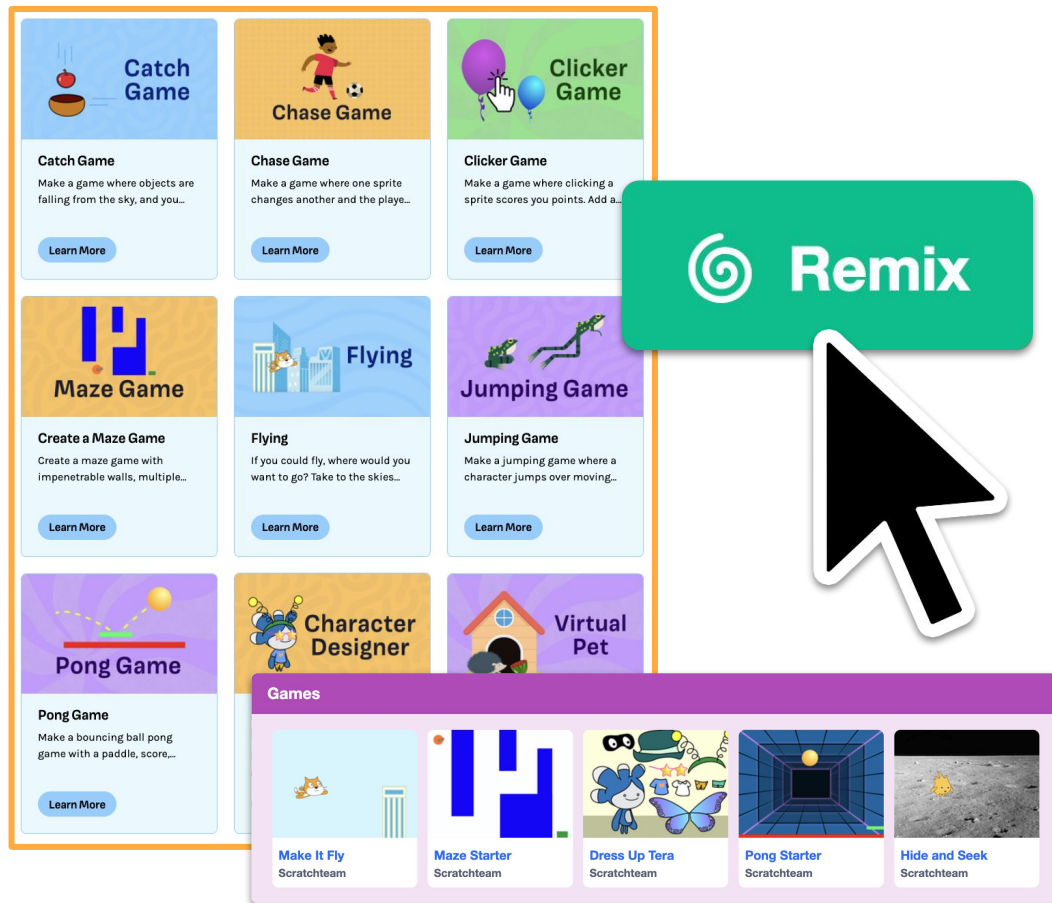 Catch
Game
Catch Game
Make a game where objects are
falling from the sky, and you...
Learn More
Chase Game
Chase Game
Make a game where one sprite
changes another and the playe...
Learn More
Clicker
Game
Clicker Game
Make a game where clicking a
sprite scores you points. Add a...
Learn More
Remix
Maze Game
Create a Maze Game
Create a maze game with
impenetrable walls, multiple...
Learn More
Flying
Flying
If you could fly, where would you
want to go? Take to the skies...
Learn More
Jumping Game
Jumping Game
Make a jumping game where a
character jumps over moving...
Learn More
Pong Game
Pong Game
Make a bouncing ball pong
game with a paddle, score,...
Learn More
Character
Designer
Virtual
Pet
Games
Make It Fly
Scratchteam
Maze Starter
Scratchteam
Dress Up Tera
Scratchteam
Pong Starter
Scratchteam
Hide and Seek
Scratchteam